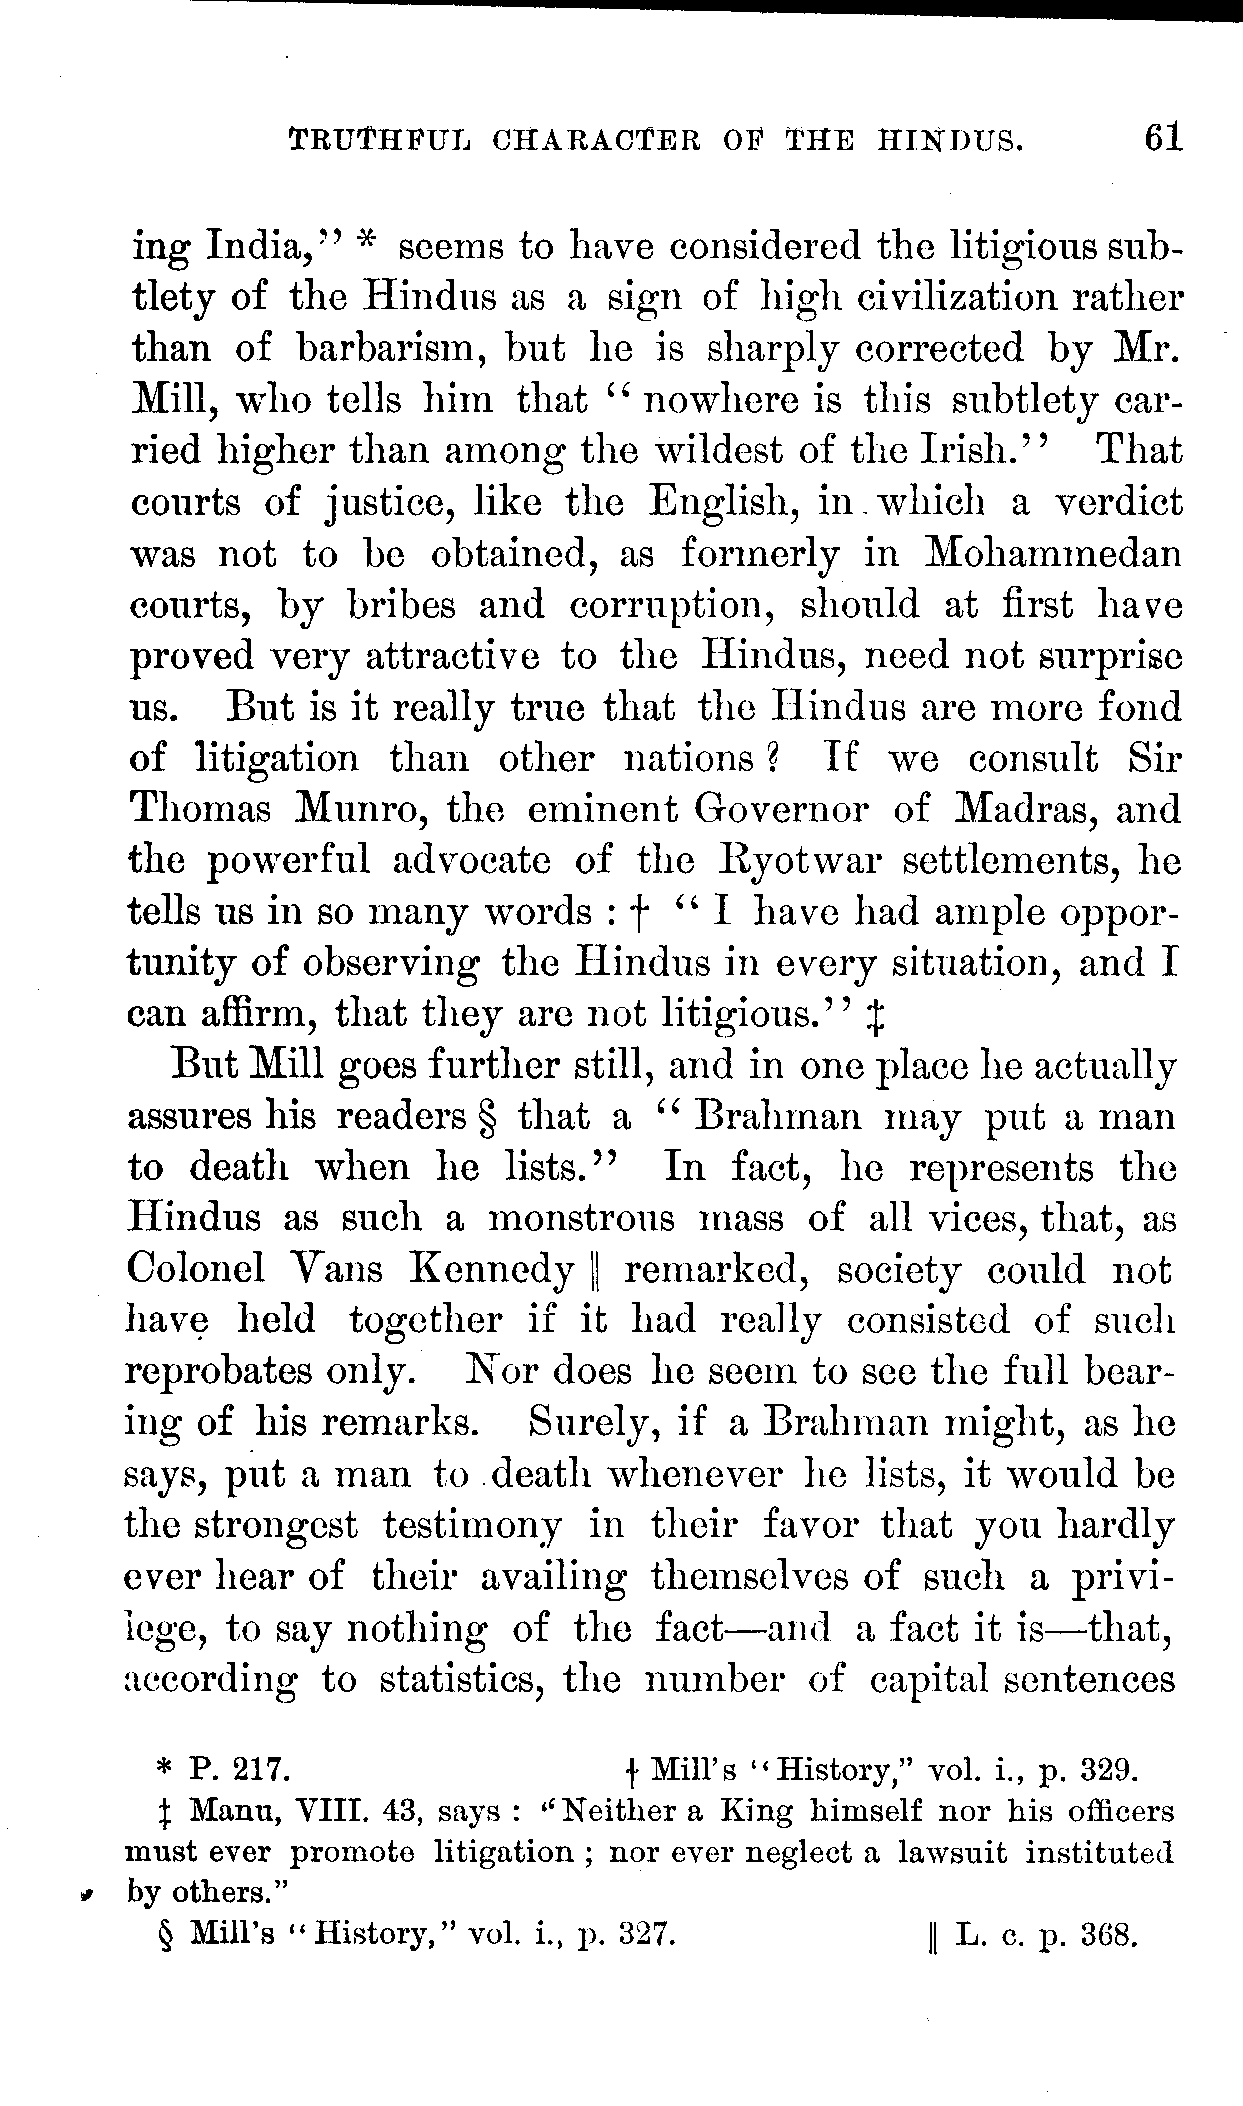 TRUTHFUL CHARACTER OF THE HINDUS. 61
ing India," * seems to have considered the litigious sub-
tlety of the Hindus as a sign of high civilization rather
than of barbarism, but he is sharply corrected by Mr.
Mill, who tells him that "nowhere is this subtlety car-
ried higher than among the wildest of the Irish." That
courts of justice, like the English, in which a verdict
was not to be obtained, as formerly in Mohammedan
courts, by bribes and corruption, should at first have
proved very attractive to the Hindus, need not surprise
us. But is it really true that the Hindus are more fond
of litigation than other nations? If we consult Sir
Thomas Munro, the eminent Governor of Madras, and
the powerful advocate of the Ryotwar settlements, he
tells us in so many words : † "I have had ample oppor-
tunity of observing the Hindus in every situation, and I
can affirm, that they are not litigious." ‡
But Mill goes further still, and in one place he actually
assures his readers § that a "Brahman may put a man
to death when he lists." In fact, he represents the
Hindus as such a monstrous mass of all vices, that, as
Colonel Vans Kennedy ‖ remarked, society could not
have held together if it had really consisted of such
reprobates only. Nor does he seem to see the full bear-
ing of his remarks. Surely, if a Brahman might, as he
says, put a man to death whenever he lists, it would be
the strongest testimony in their favor that you hardly
ever hear of their availing themselves of such a privi-
lege, to say nothing of the fact—and a fact it is—that,
according to statistics, the number of capital sentences
* P. 217. † Mill's "History," vol. i., p. 329.
‡ Manu, VIII. 43, says : "Neither a King himself nor his officers
must ever promote litigation ; nor ever neglect a lawsuit instituted
by others."
§ Mill's "History," vol. i., p. 327. ‖ L. c. p. 368.